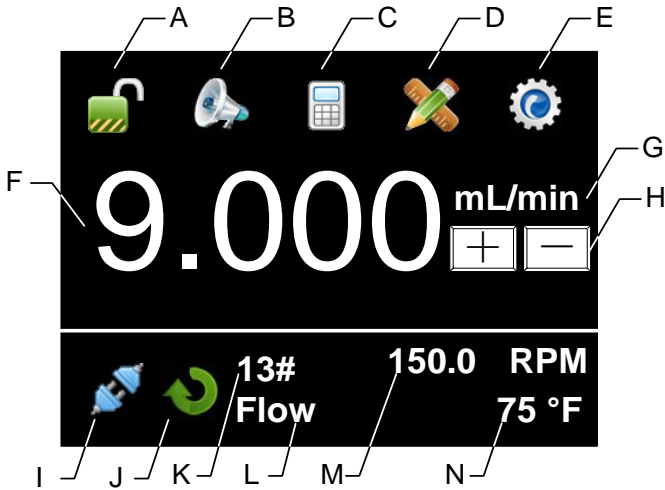 A B C D E
F 9.000 mL/min G
+ − H
13# 150.0 RPM
Flow 75 °F
I J K L M N